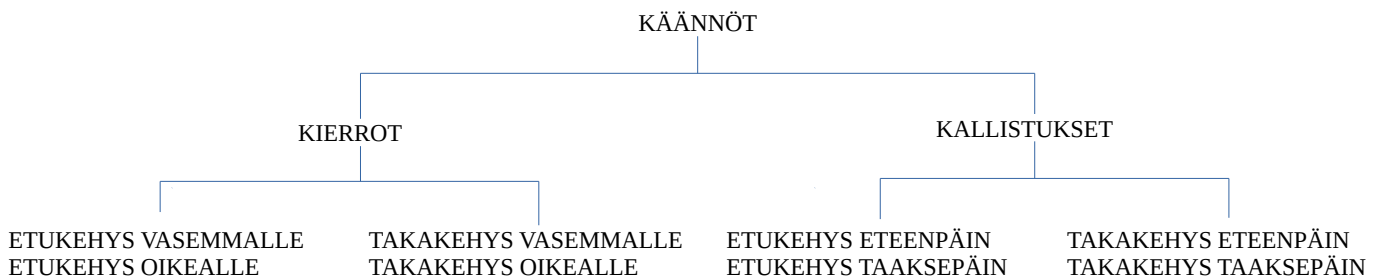 KÄÄNNÖT
KIERROT
KALLISTUKSET
ETUKEHYS VASEMMALLE
ETUKEHYS OIKEALLE
TAKAKEHYS VASEMMALLE
TAKAKEHYS OIKEALLE
ETUKEHYS ETEENPÄIN
ETUKEHYS TAAKSEPÄIN
TAKAKEHYS ETEENPÄIN
TAKAKEHYS TAAKSEPÄIN